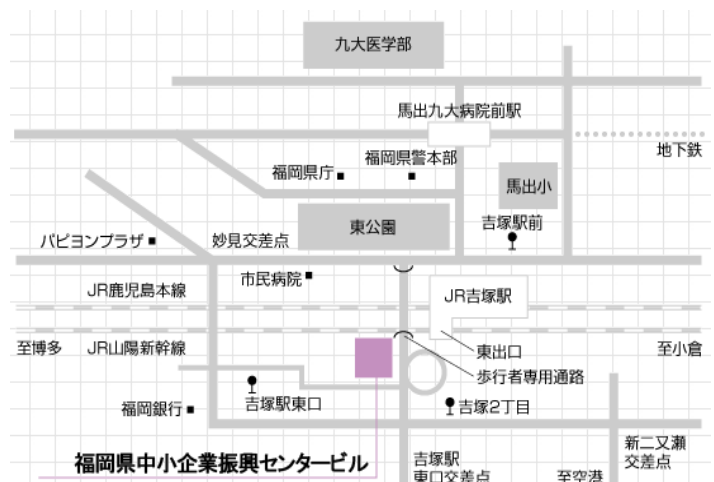 九大医学部
馬出九大病院前駅
地下鉄
福岡県警本部
福岡県庁
馬出小
東公園
吉塚駅前
パピヨンプラザ
妙見交差点
市民病院
JR鹿児島本線
JR吉塚駅
至博多
JR山陽新幹線
東出口
至小倉
歩行者専用通路
吉塚駅東口
福岡銀行
吉塚2丁目
新二又瀬
交差点
福岡県中小企業振興センタービル
吉塚駅
東口交差点
至空港